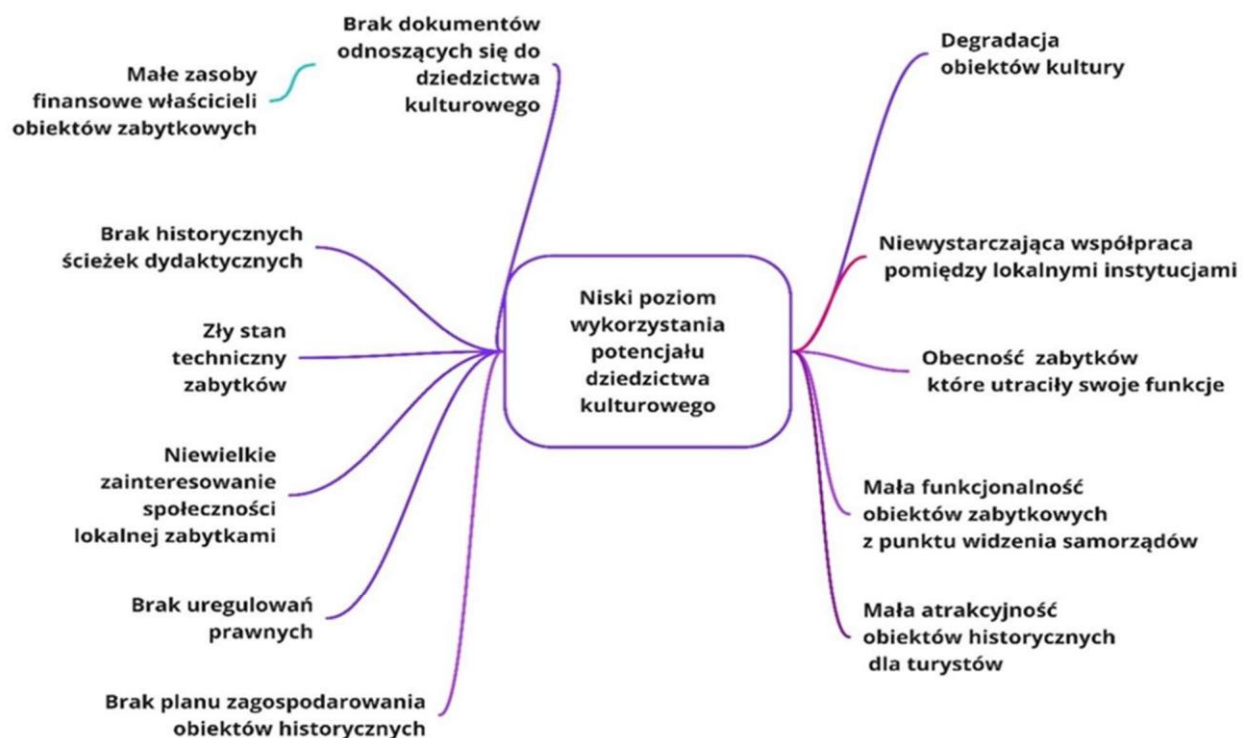 Brak dokumentów
odnoszących się do
dziedzictwa
kulturowego
Małe zasoby
finansowe właścicieli
obiektów zabytkowych
Brak historycznych
ścieżek dydaktycznych
Zły stan
techniczny
zabytków
Niewielkie
zainteresowanie
społeczności
lokalnej zabytkami
Brak uregulowań
prawnych
Brak planu zagospodarowania
obiektów historycznych
Niski poziom
wykorzystania
potencjału
dziedzictwa
kulturowego
Degradacja
obiektów kultury
Niewystarczająca współpraca
pomiędzy lokalnymi instytucjami
Obecność zabytków
które utraciły swoje funkcje
Mała funkcjonalność
obiektów zabytkowych
z punktu widzenia samorządów
Mała atrakcyjność
obiektów historycznych
dla turystów